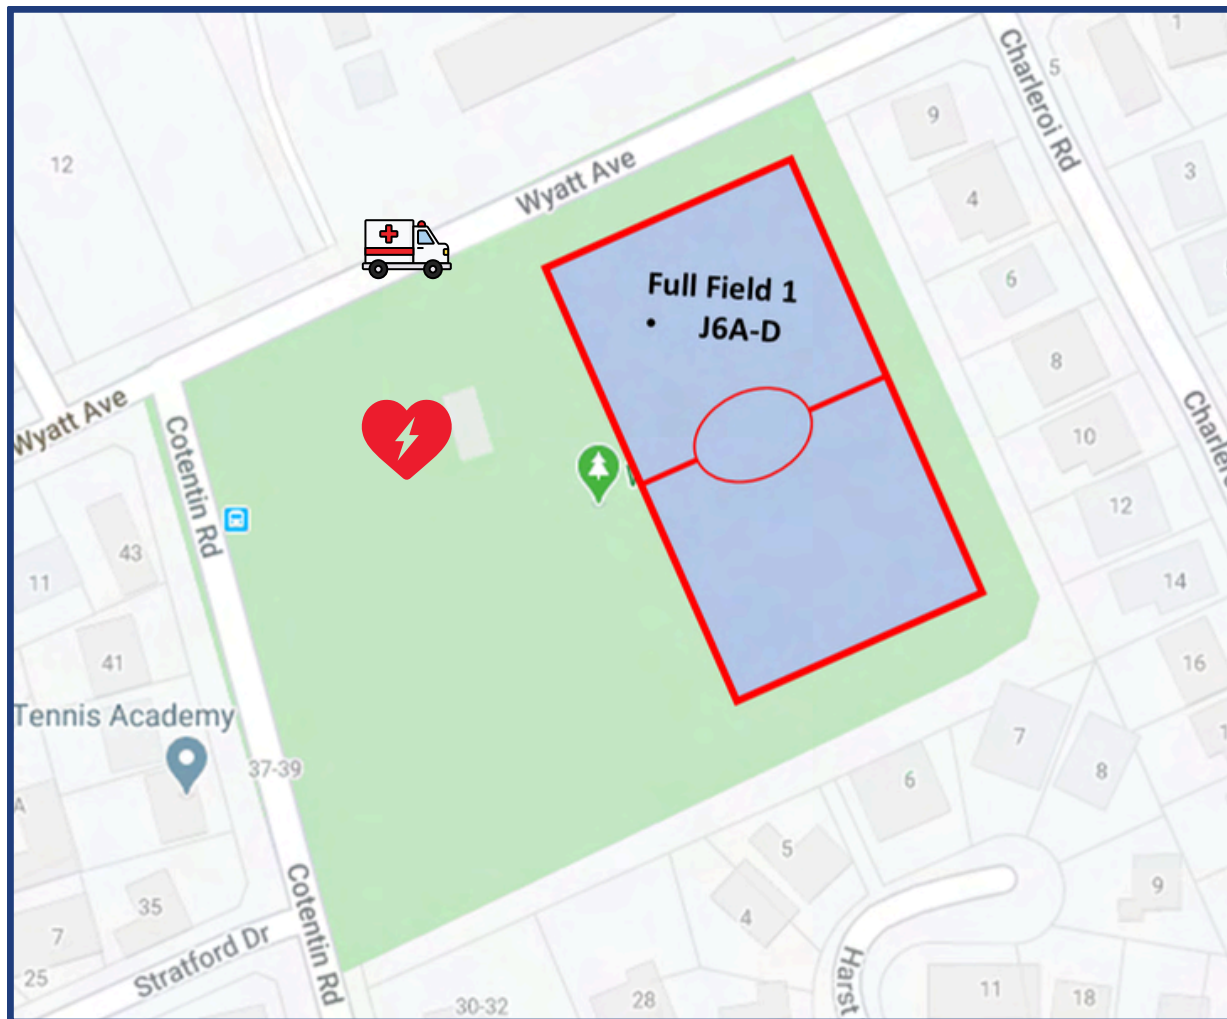 1
Charleroi Rd
5
9
12
Wyatt Ave
3
4
6
Full Field 1
• J6A-D
8
Wyatt Ave
Cotentin Rd
10
12
43
11
14
41
16
Tennis Academy
37-39
7
8
6
A
5
35
9
4
7
Stratford Dr
25
Cotentin Rd
Harst
11
18
28
30-32